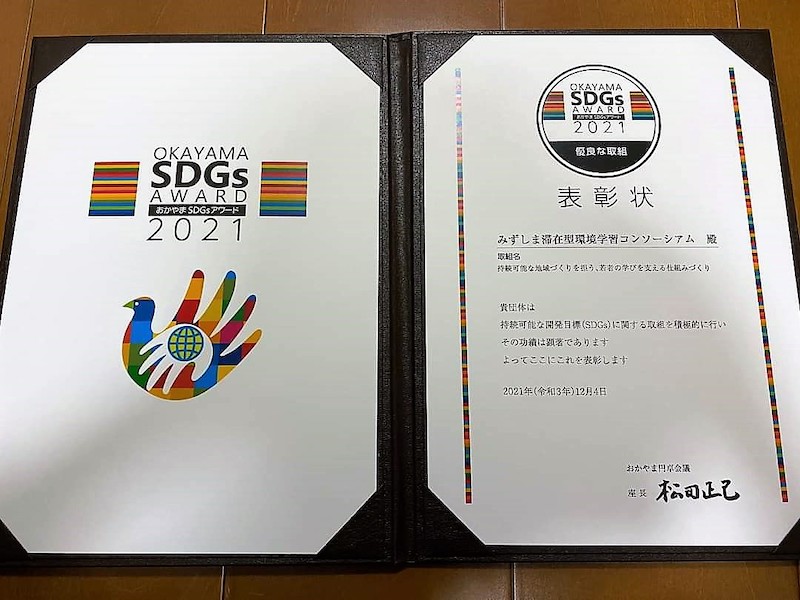 OKAYAMA
SDGs
AWARD
おかやま SDGsアワード
2021
OKAYAMA
SDGs
AWARD
おかやま SDGsアワード
2021
優良な取組
表彰状
みずしま滞在型環境学習コンソーシアム 殿
取組名
持続可能な地域づくりを担う、若者の学びを支える仕組みづくり
貴団体は
持続可能な開発目標(SDGs)に関する取組を積極的に行い
その功績は顕著であります
よってここにこれを表彰します
2021年(令和3年)12月4日
おかやま円卓会議
座長 松田正己